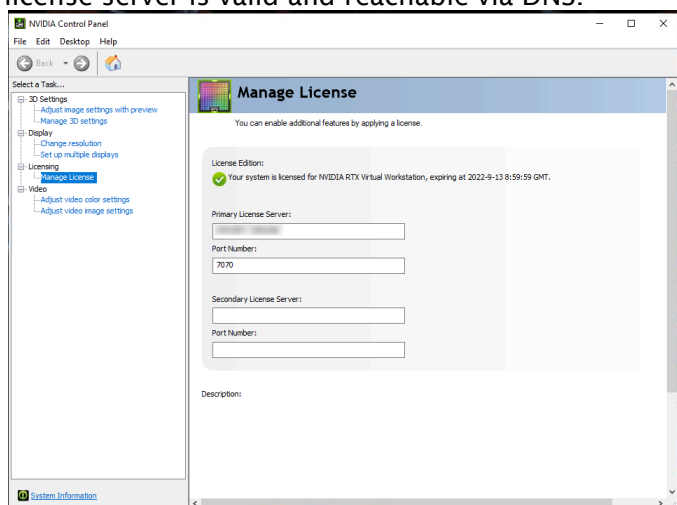 license server is valid and reachable via DNS.
NVIDIA Control Panel
File Edit Desktop Help
Back
Select a Task...
3D Settings
Adjust image settings with preview
Manage 3D settings
Display
Change resolution
Set up multiple displays
Licensing
Manage License
Video
Adjust video color settings
Adjust video image settings
System Information
Manage License
You can enable additional features by applying a license.
License Edition:
Your system is licensed for NVIDIA RTX Virtual Workstation, expiring at 2022-9-13 8:59:59 GMT.
Primary License Server:
Port Number:
7070
Secondary License Server:
Port Number:
Description: